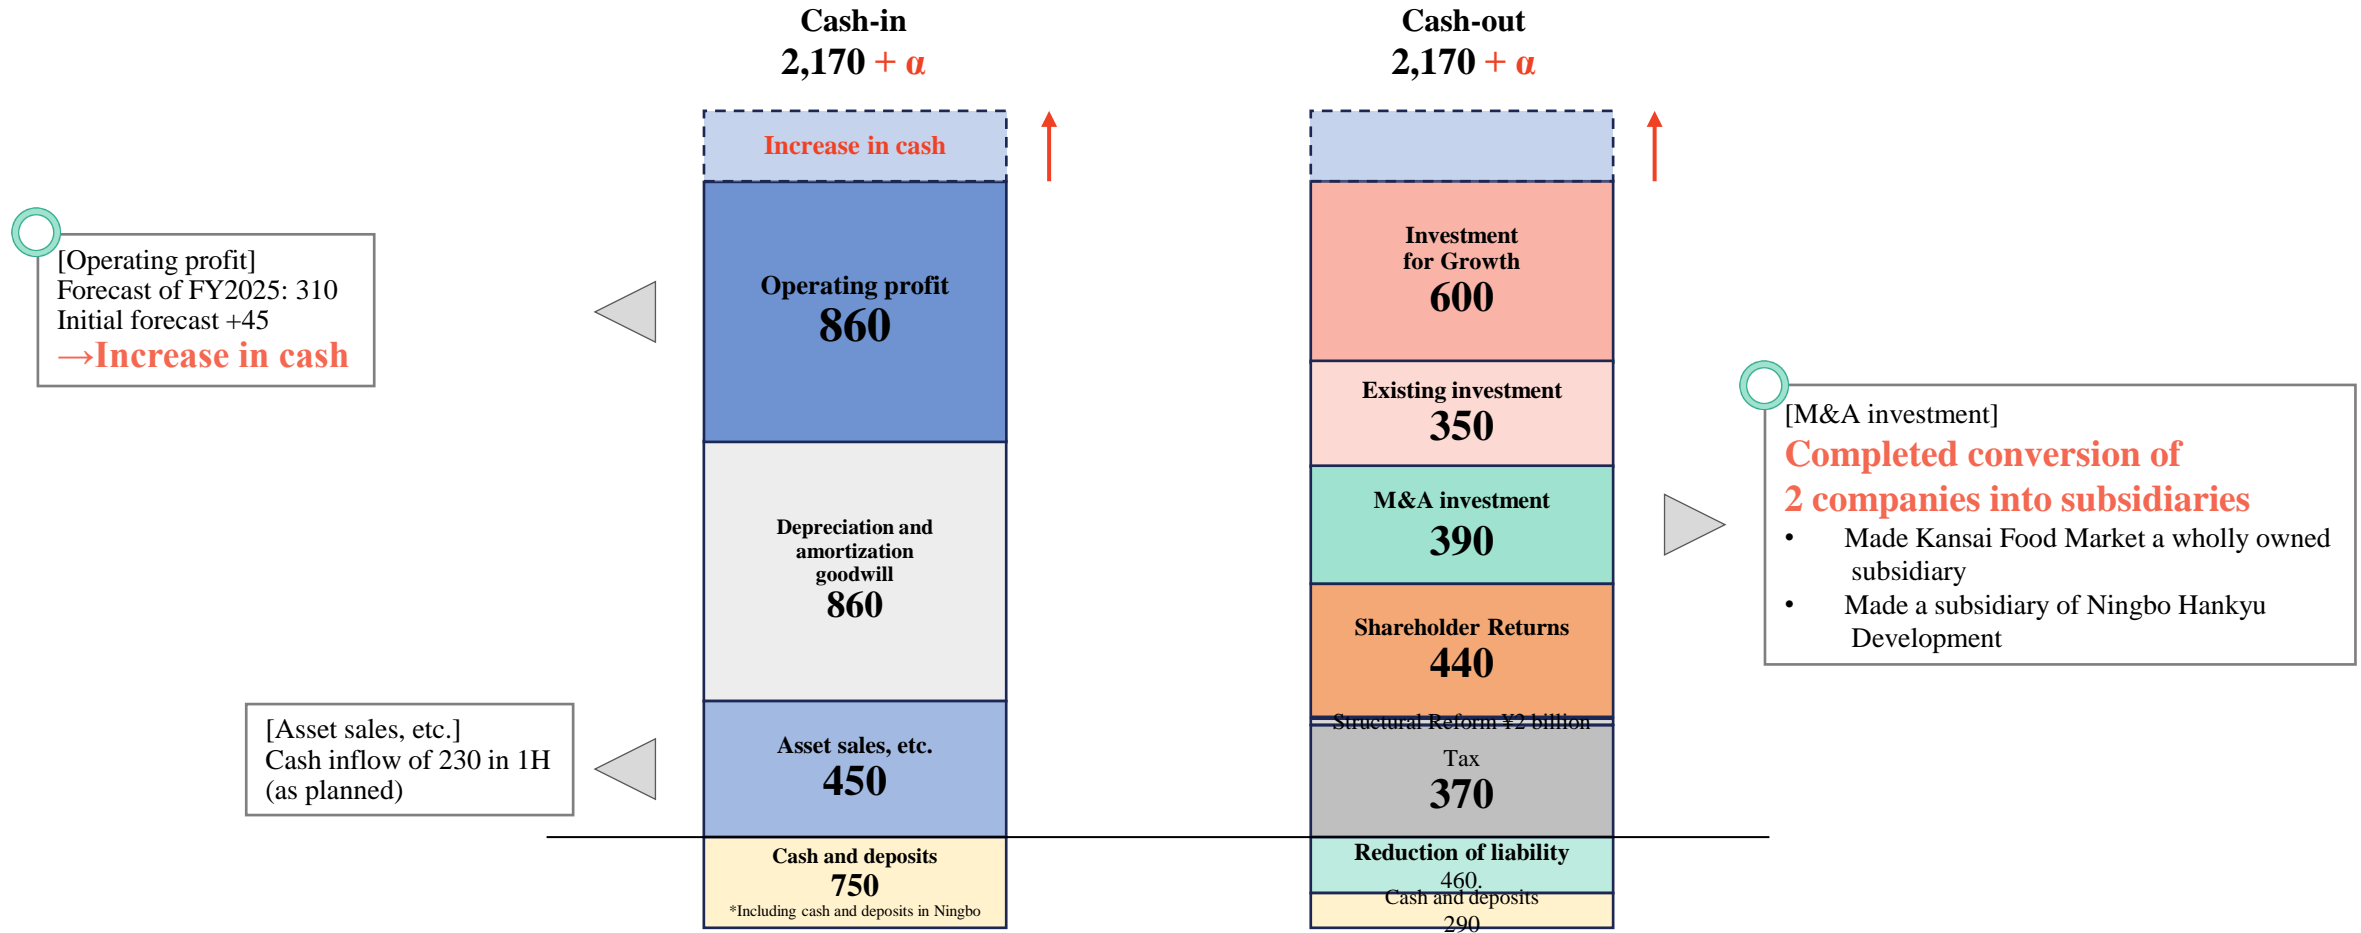 Cash-in
2,170 + α
Increase in cash
Operating profit
860
Depreciation and
amortization
goodwill
860
Asset sales, etc.
450
Cash and deposits
750
*Including cash and deposits in Ningbo
[Operating profit]
Forecast of FY2025: 310
Initial forecast +45
→Increase in cash
[Asset sales, etc.]
Cash inflow of 230 in 1H
(as planned)
Cash-out
2,170 + α
Investment
for Growth
600
Existing investment
350
M&A investment
390
Shareholder Returns
440
Structural Reform ¥2 billion
Tax
370
Reduction of liability
460.
Cash and deposits
290
[M&A investment]
Completed conversion of
2 companies into subsidiaries
• Made Kansai Food Market a wholly owned
subsidiary
• Made a subsidiary of Ningbo Hankyu
Development